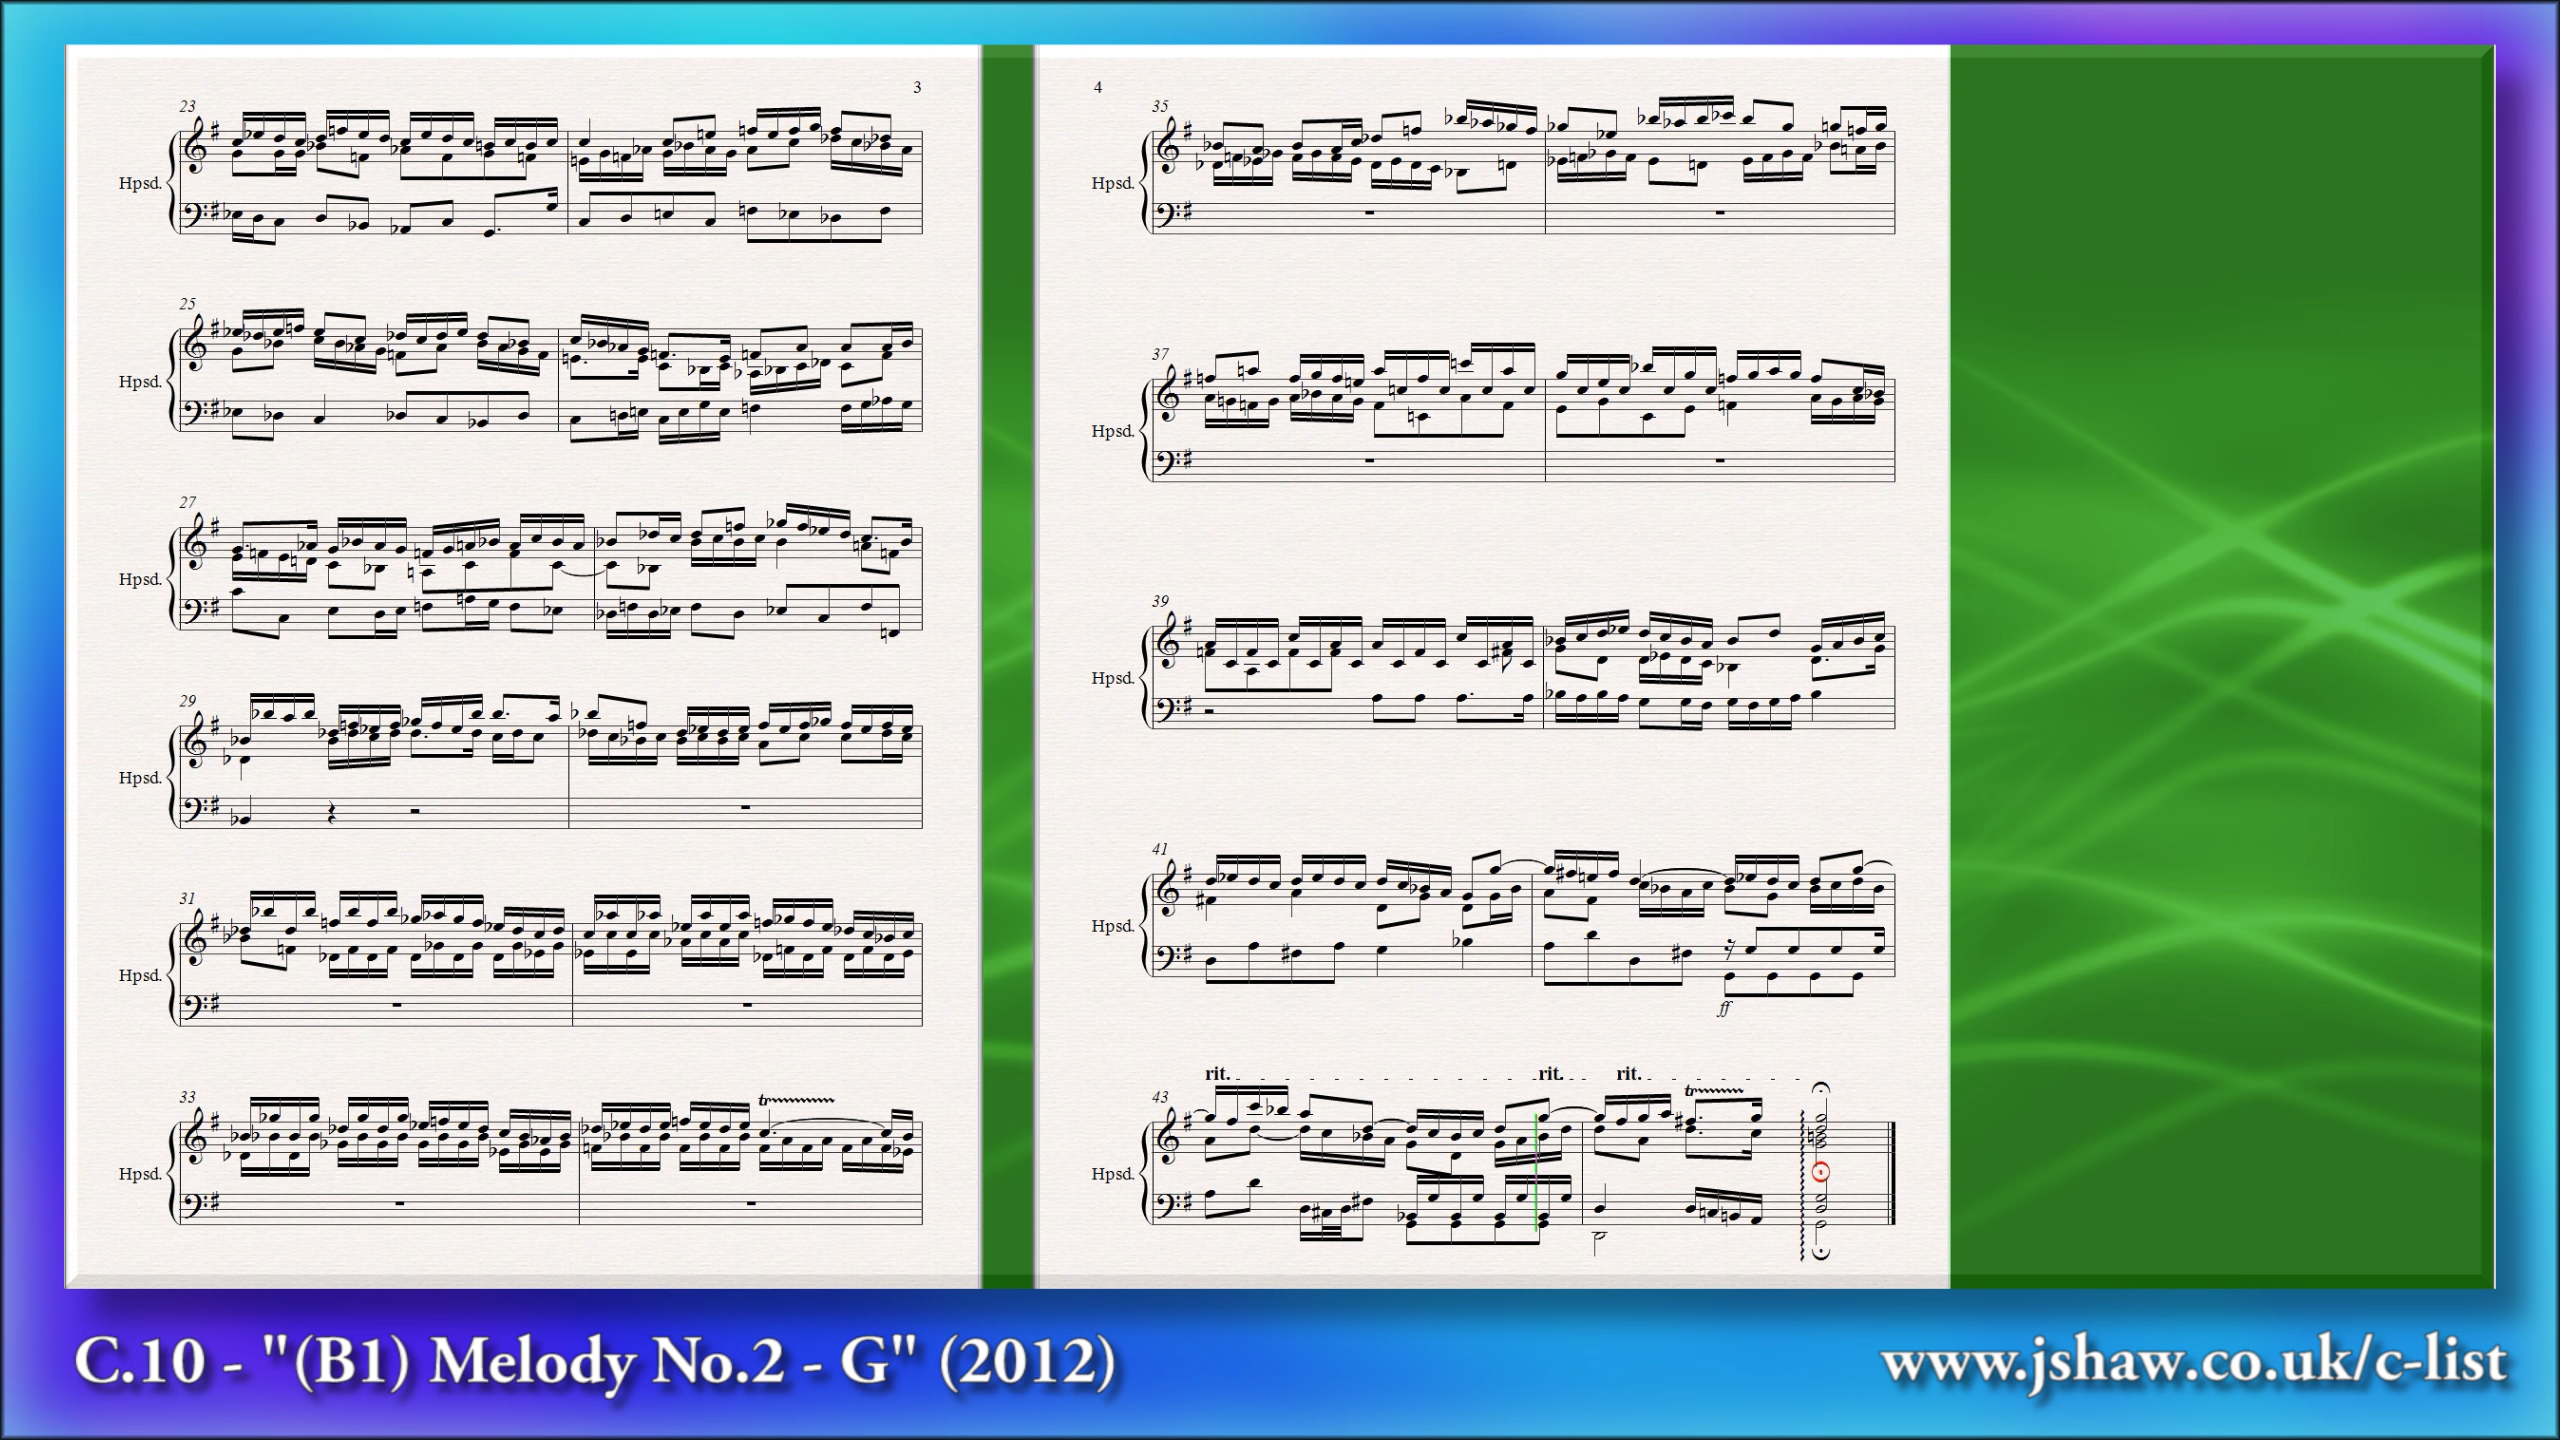 3
23
Hpsd.
25
Hpsd.
27
Hpsd.
29
Hpsd.
31
Hpsd.
33
tr
Hpsd.
4
35
Hpsd.
37
Hpsd.
39
Hpsd.
41
Hpsd.
ff
rit. rit. rit.
43
tr
Hpsd.
C.10 - "(B1) Melody No.2 - G" (2012)
www.jshaw.co.uk/c-list